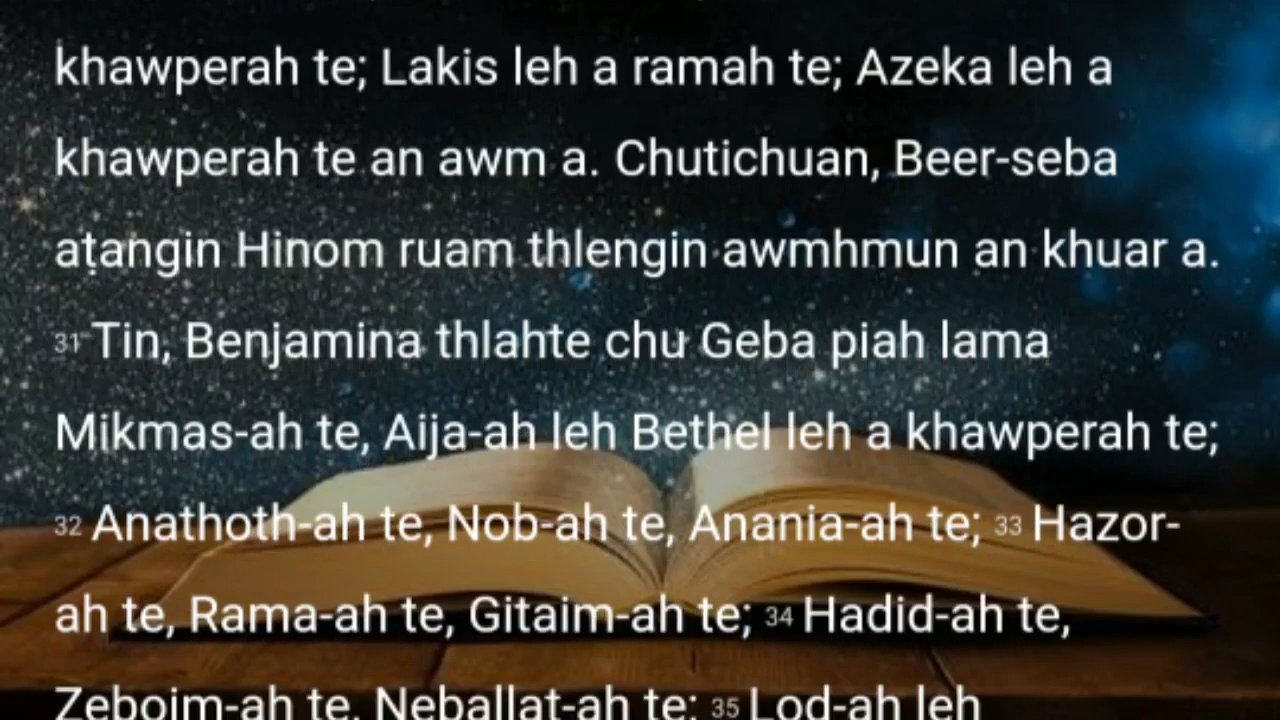 khawperah te; Lakis leh a ramah te; Azeka leh a
khawperah te an awm a. Chutichuan, Beer-seba
aṭangin Hinom ruam thlengin awmhmun an khuar a.
31 Tin, Benjamina thlahte chu Geba piah lama
Mikmas-ah te, Aija-ah leh Bethel leh a khawperah te;
32 Anathoth-ah te, Nob-ah te, Anania-ah te; 33 Hazor-
ah te, Rama-ah te, Gitaim-ah te; 34 Hadid-ah te,
Zeboim-ah te, Neballat-ah te; 35 Lod-ah leh